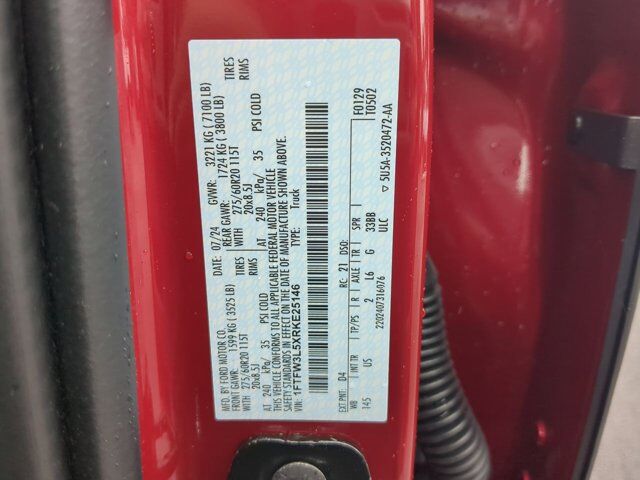 MFD. BY FORD MOTOR CO. DATE: 07/24 GVWR: 3221 KG ( 7100 LB)
FRONT GAWR: 1599 KG ( 3525 LB) REAR GAWR: 1724 KG ( 3800 LB)
WITH 275/60R20 115T TIRES WITH 275/60R20 115T TIRES
20x8.5J RIMS 20x8.5J RIMS
AT 240 kPa/ 35 PSI COLD AT 240 kPa/ 35 PSI COLD
THIS VEHICLE CONFORMS TO ALL APPLICABLE FEDERAL MOTOR VEHICLE
SAFETY STANDARDS IN EFFECT ON THE DATE OF MANUFACTURE SHOWN ABOVE.
VIN: 1FTFW3L5XRKE25146 TYPE: Truck
F0129
T0502
EXT PNT: D4 RC: 21 DSO:
WB INT TR TP/PS R AXLE TR SPR
145 US 2 L6 G 33BB
2202407316076 ULC ▽ 5U5A-3520472-AA